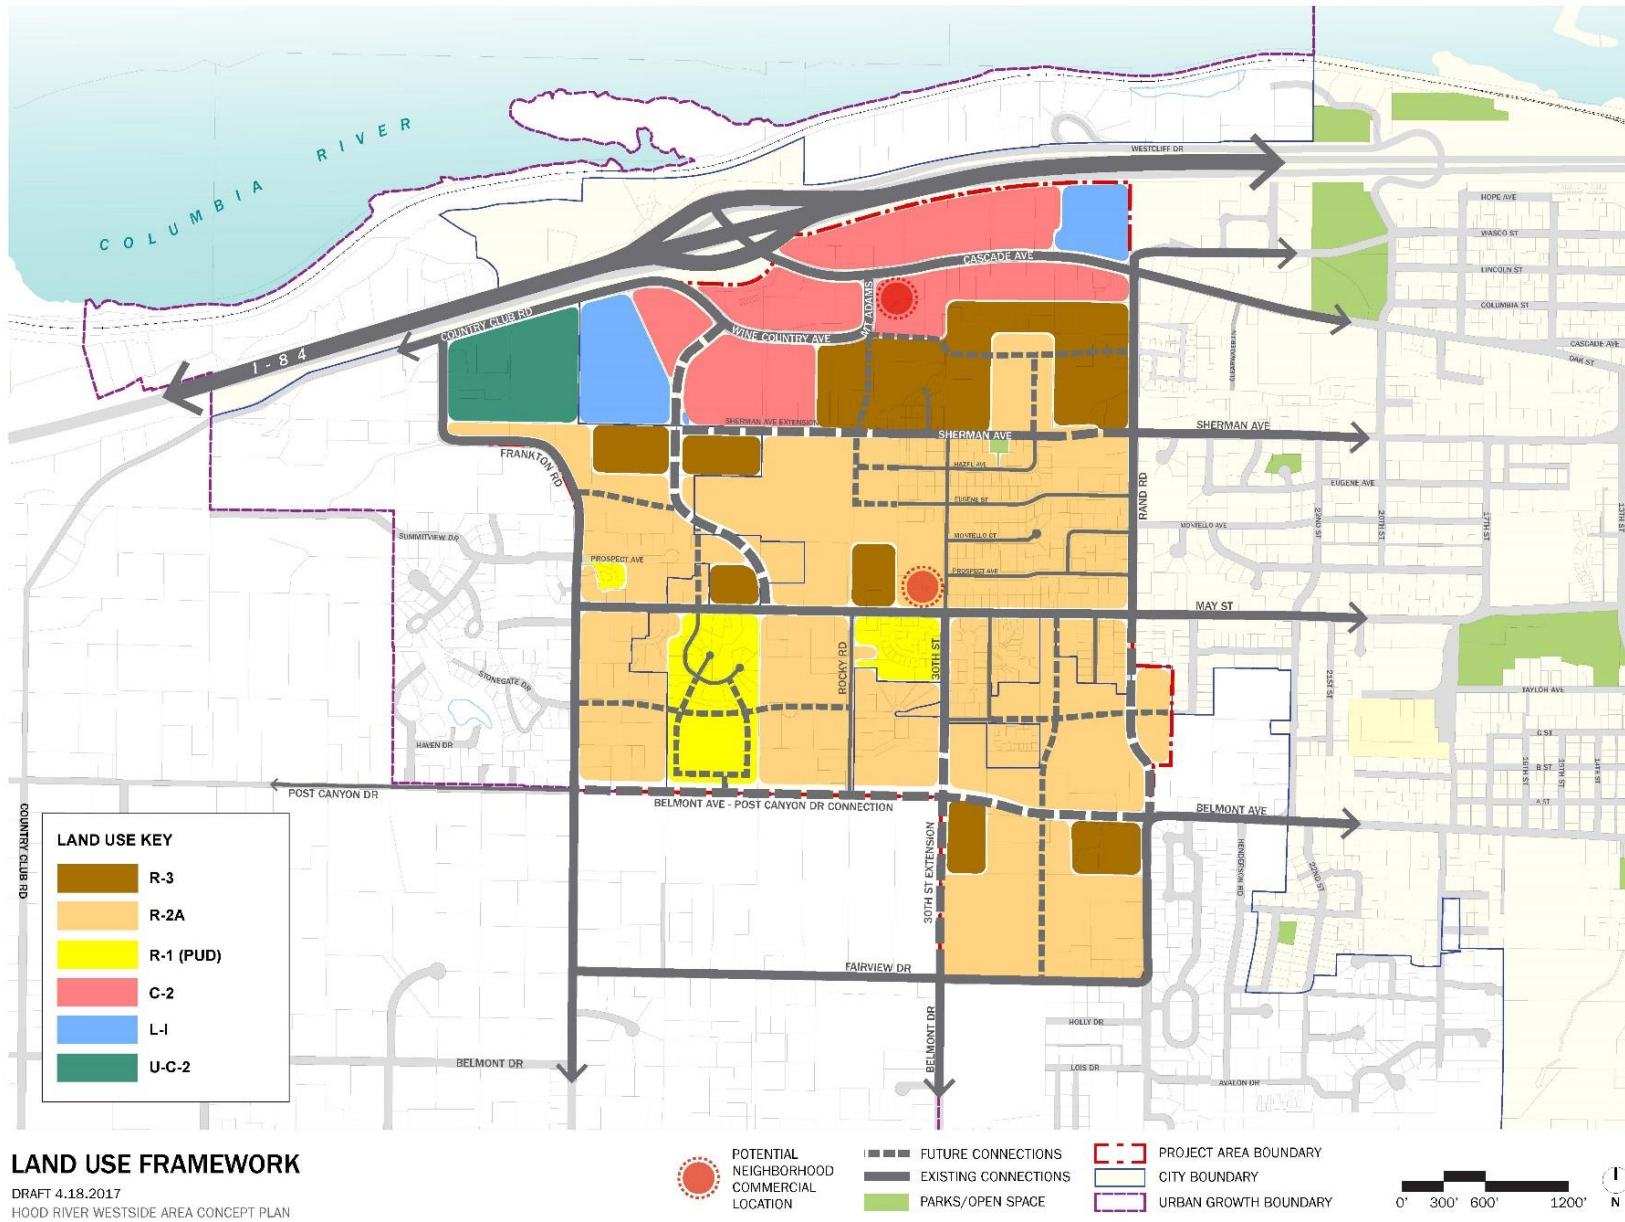 COLUMBIA RIVER
WESTCLIFF DR
HOPE AVE
WASCO ST
CASCADE AVE
LINCOLN ST
I-84
COUNTRY CLUB RD
MT ADAMS
COLUMBIA ST
WINE COUNTRY AVE
CLEARWATER LN
CASCADE AVE
OAK ST
SHERMAN AVE EXTENSION
SHERMAN AVE
SHERMAN AVE
FRANKTON RD
HAZEL AVE
EUGENE AVE
RAND RD
EUGENE ST
22ND ST
20TH ST
17TH ST
13TH ST
MONTELLO AVE
SUMMITVIEW DR
MONTELLO CT
PROSPECT AVE
PROSPECT AVE
MAY ST
ROCKY RD
30TH ST
STONEGATE DR
21ST ST
TAYLOR AVE
HAVEN DR
C ST
B ST
A ST
16TH ST
15TH ST
14TH ST
POST CANYON DR
BELMONT AVE - POST CANYON DR CONNECTION
BELMONT AVE
COUNTRY CLUB RD
30TH ST EXTENSION
HENDERSON RD
22ND ST
LAND USE KEY
R-3
R-2A
R-1 (PUD)
C-2
L-I
U-C-2
FAIRVIEW DR
HOLLY DR
BELMONT DR
BELMONT DR
LOIS DR
AVALON DR
LAND USE FRAMEWORK
DRAFT 4.18.2017
HOOD RIVER WESTSIDE AREA CONCEPT PLAN
POTENTIAL
NEIGHBORHOOD
COMMERCIAL
LOCATION
FUTURE CONNECTIONS
EXISTING CONNECTIONS
PARKS/OPEN SPACE
PROJECT AREA BOUNDARY
CITY BOUNDARY
URBAN GROWTH BOUNDARY
0' 300' 600' 1200'
N